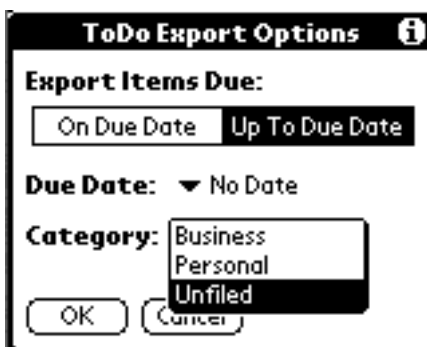 ToDo Export Options
Export Items Due:
On Due Date Up To Due Date
Due Date: No Date
Category: Business
Personal
Unfiled
OK Cancel